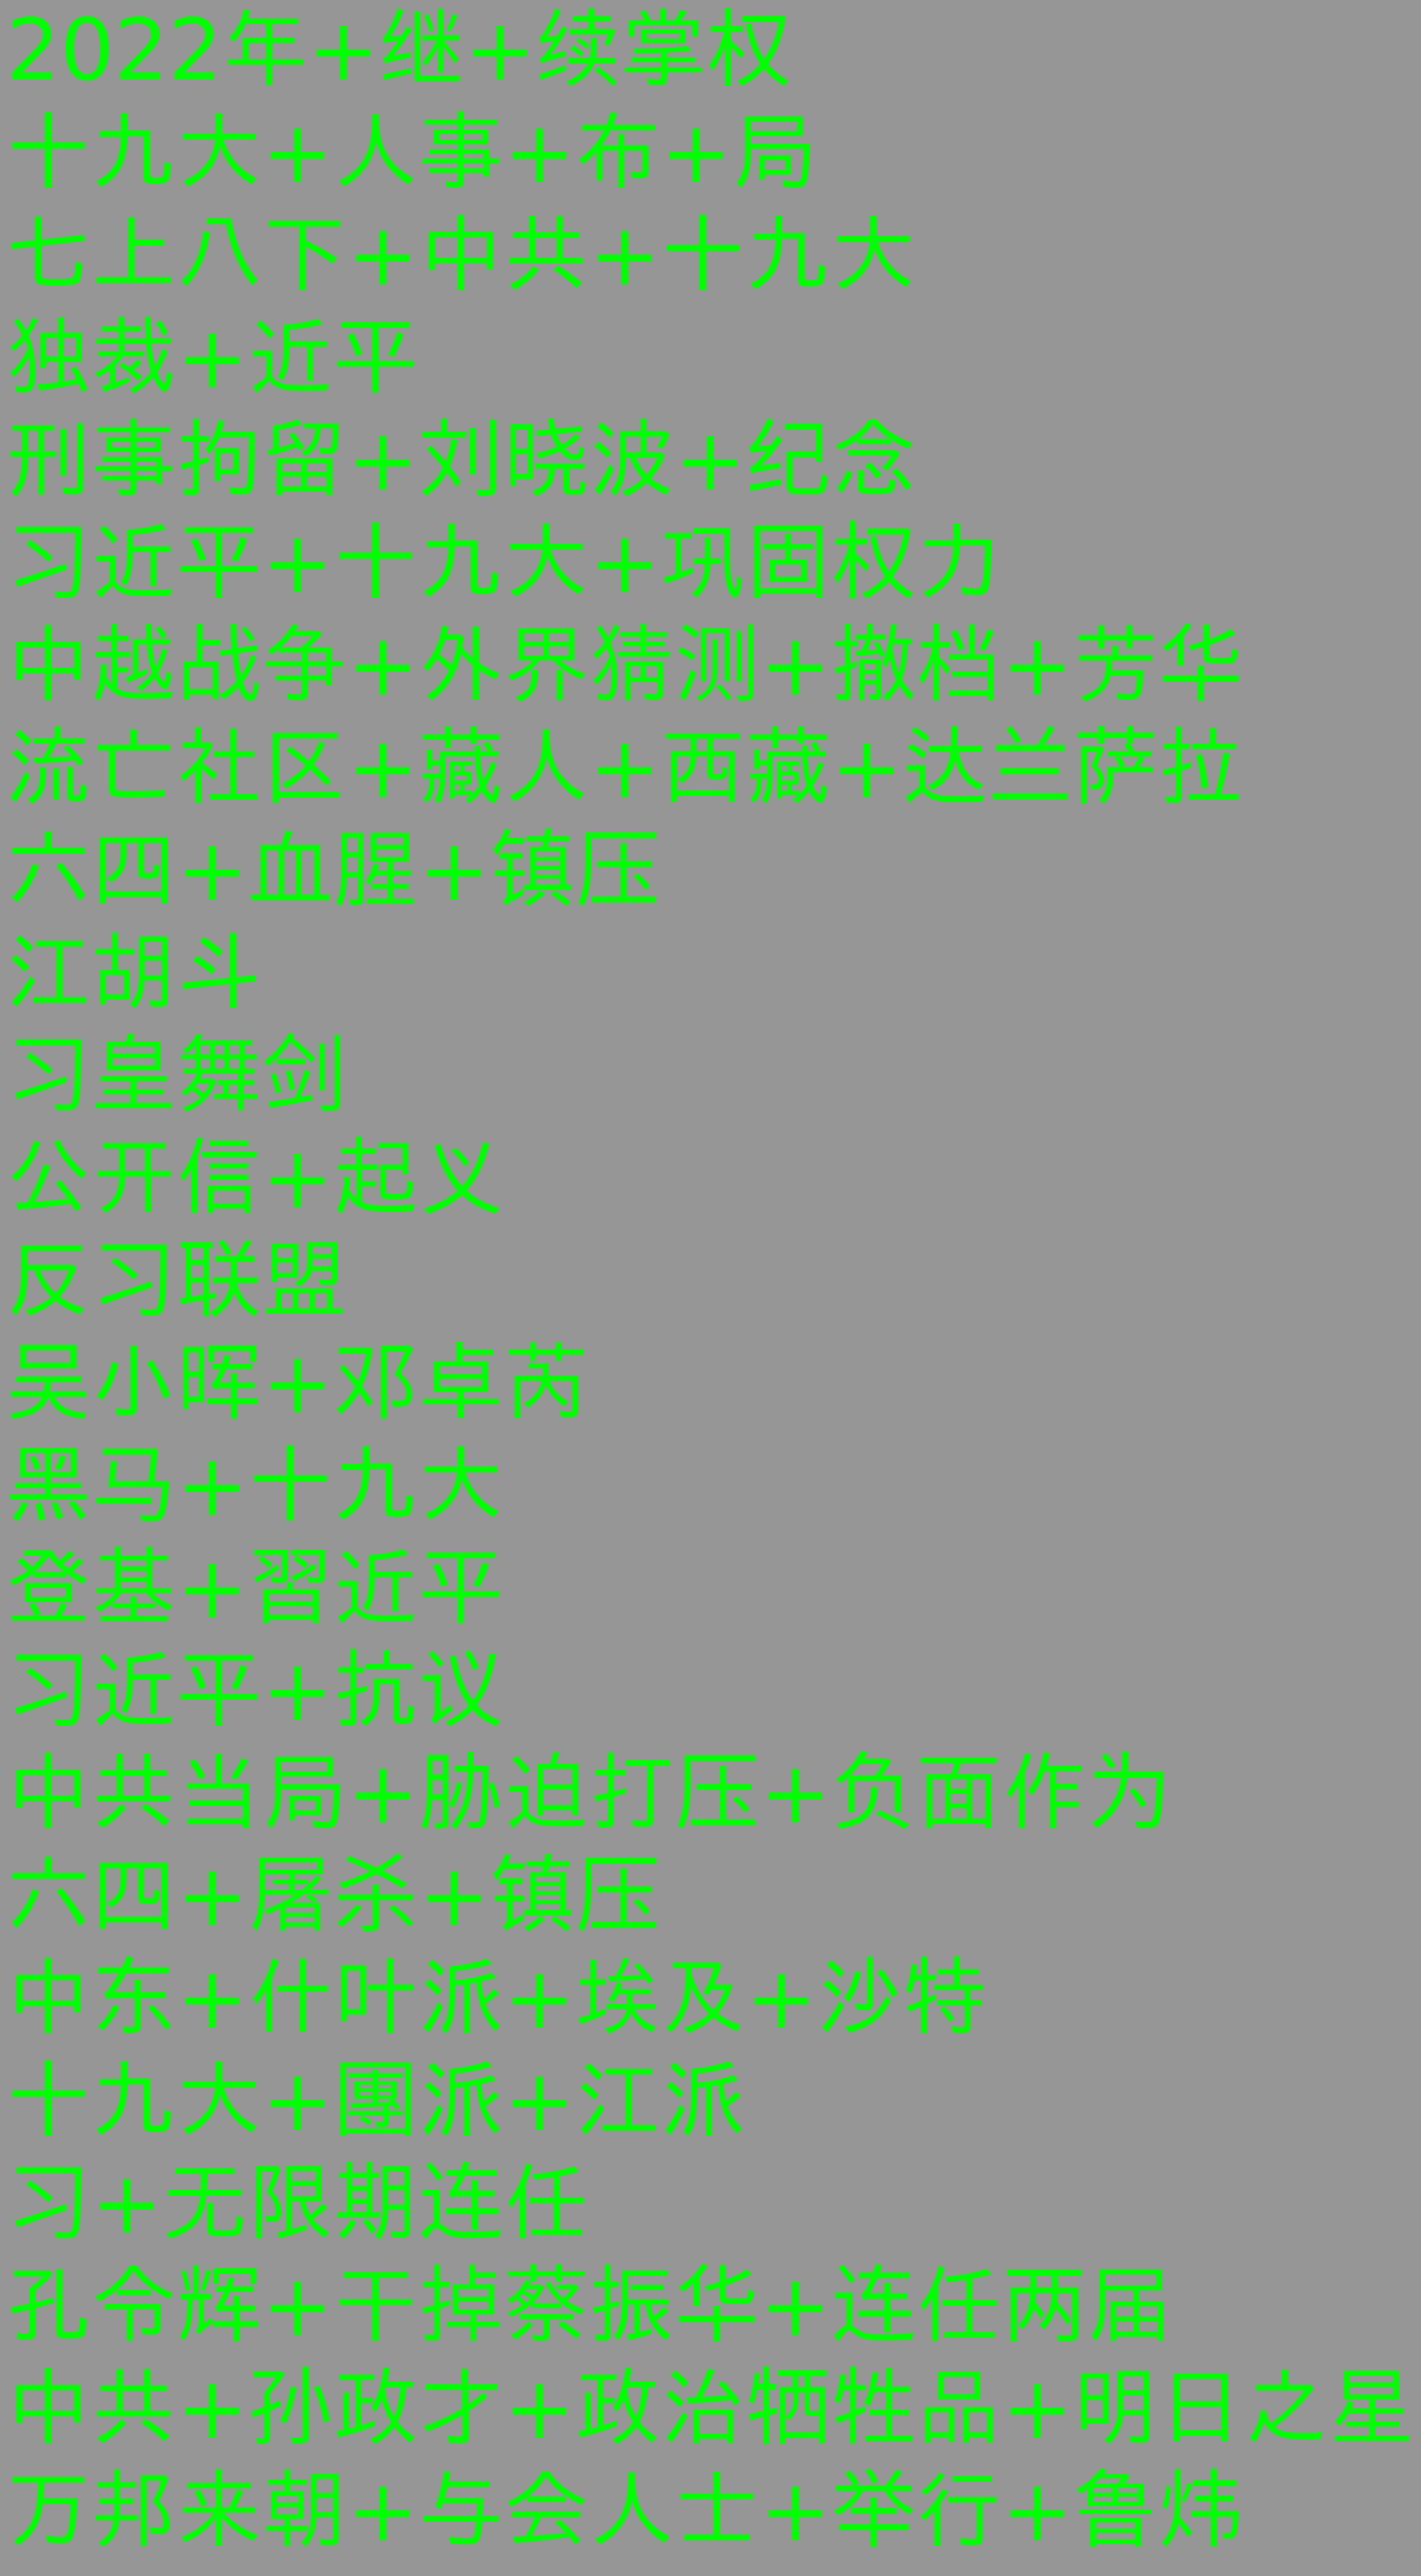 2022年+继+续掌权
十九大+人事+布+局
七上八下+中共+十九大
独裁+近平
刑事拘留+刘晓波+纪念
习近平+十九大+巩固权力
中越战争+外界猜测+撤档+芳华
流亡社区+藏人+西藏+达兰萨拉
六四+血腥+镇压
江胡斗
习皇舞剑
公开信+起义
反习联盟
吴小晖+邓卓芮
黑马+十九大
登基+習近平
习近平+抗议
中共当局+胁迫打压+负面作为
六四+屠杀+镇压
中东+什叶派+埃及+沙特
十九大+團派+江派
习+无限期连任
孔令辉+干掉蔡振华+连任两届
中共+孙政才+政治牺牲品+明日之星
万邦来朝+与会人士+举行+鲁炜